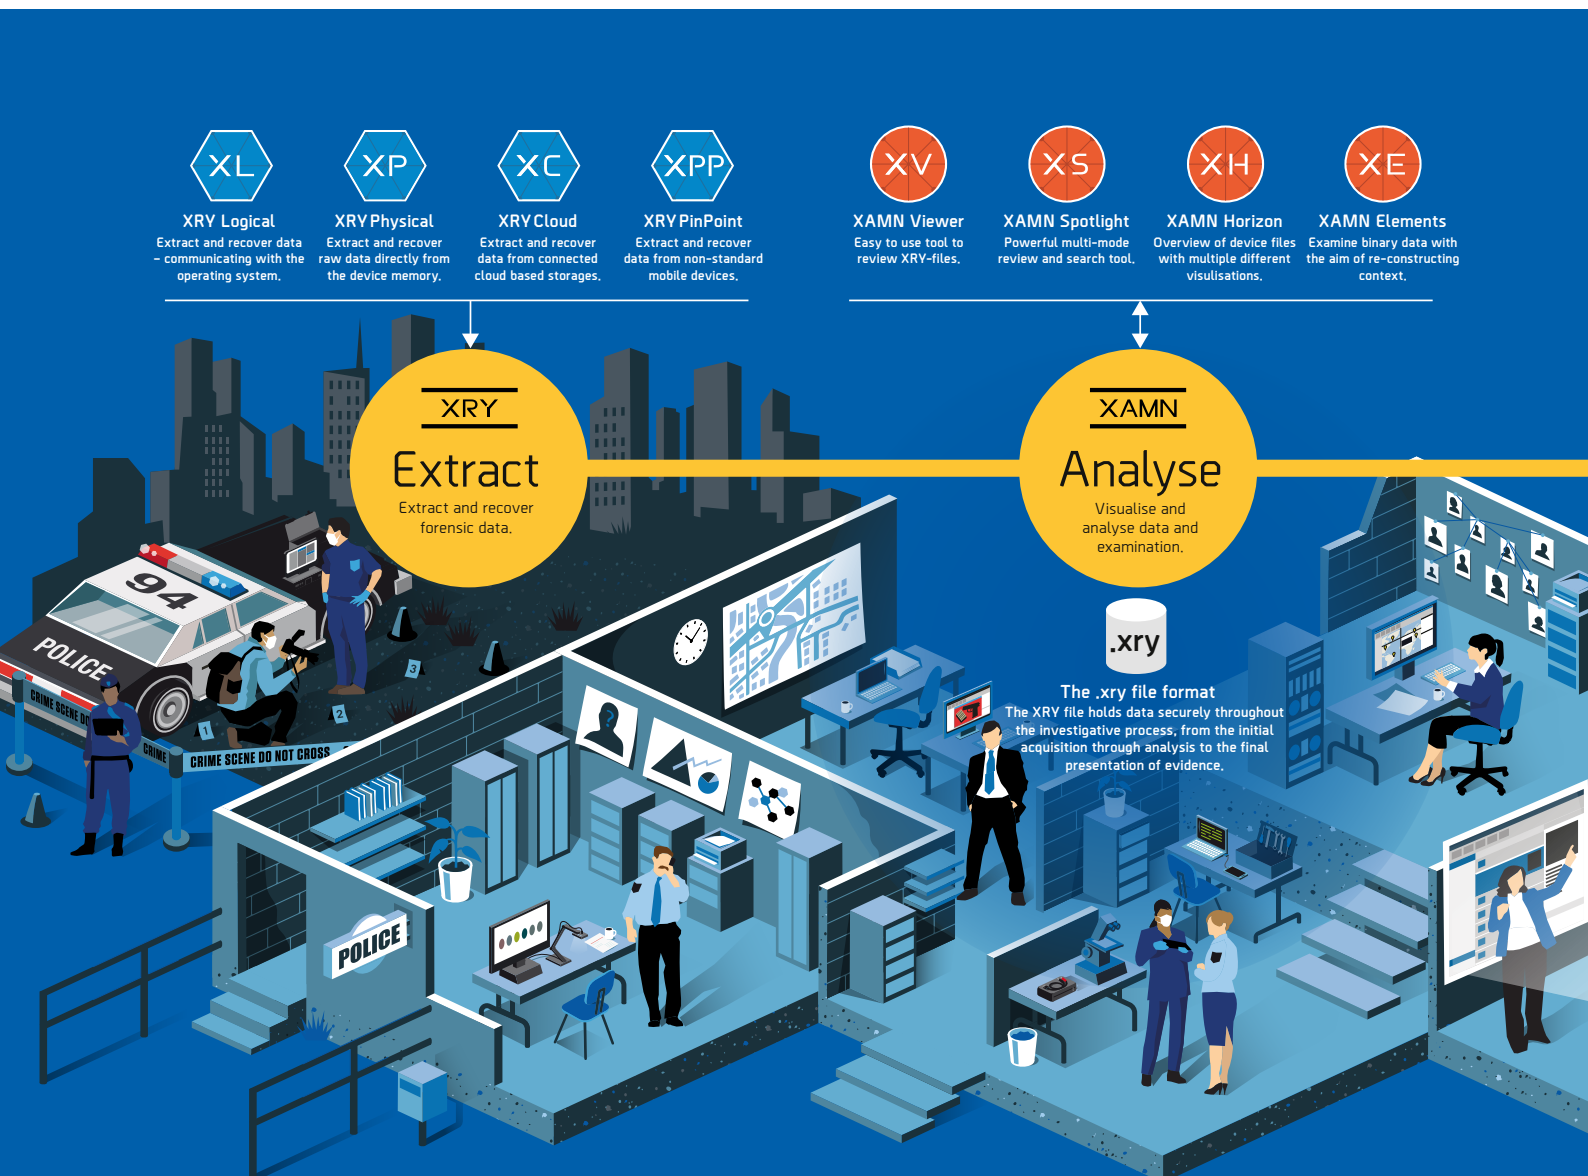 XL
XRY Logical
Extract and recover data
– communicating with the
operating system.
XP
XRY Physical
Extract and recover
raw data directly from
the device memory.
XC
XRY Cloud
Extract and recover
data from connected
cloud based storages.
XPP
XRY PinPoint
Extract and recover
data from non-standard
mobile devices.
XV
XAMN Viewer
Easy to use tool to
review XRY-files.
XS
XAMN Spotlight
Powerful multi-mode
review and search tool.
XH
XAMN Horizon
Overview of device files
with multiple different
visulisations.
XE
XAMN Elements
Examine binary data with
the aim of re-constructing
context.
XRY
Extract
Extract and recover
forensic data.
XAMN
Analyse
Visualise and
analyse data and
examination.
.xry
The .xry file format
The XRY file holds data securely throughout
the investigative process, from the initial
acquisition through analysis to the final
presentation of evidence.
94
POLICE
3
2
1
CRIME SCENE DO
CRIME
CRIME SCENE DO NOT CROSS
?
POLICE